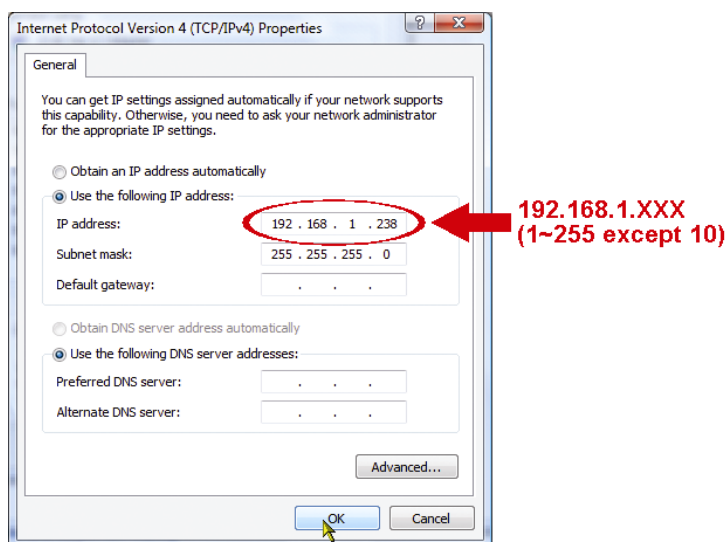 Internet Protocol Version 4 (TCP/IPv4) Properties
?
X
General
You can get IP settings assigned automatically if your network supports
this capability. Otherwise, you need to ask your network administrator
for the appropriate IP settings.
Obtain an IP address automatically
Use the following IP address:
IP address:
192 . 168 . 1 . 238
Subnet mask:
255 . 255 . 255 . 0
Default gateway:
. . .
Obtain DNS server address automatically
Use the following DNS server addresses:
Preferred DNS server:
. . .
Alternate DNS server:
. . .
Advanced...
OK
Cancel
192.168.1.XXX
(1~255 except 10)